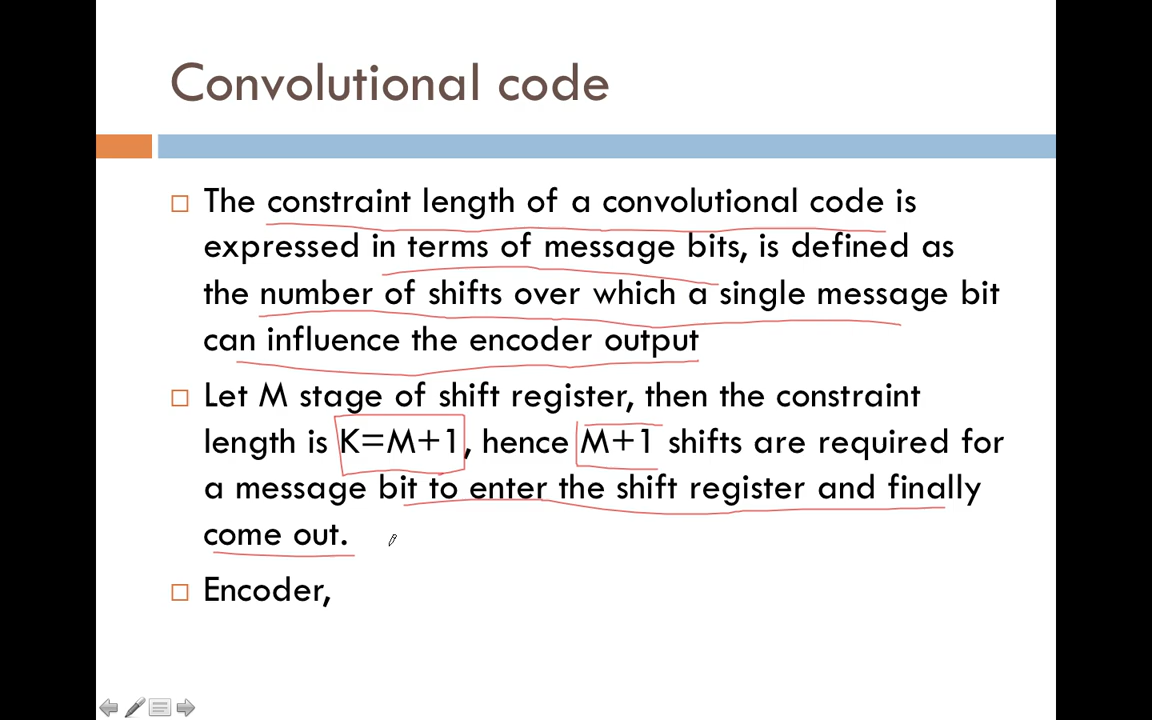 Convolutional code
The constraint length of a convolutional code is
expressed in terms of message bits, is defined as
the number of shifts over which a single message bit
can influence the encoder output
Let M stage of shift register, then the constraint
length is K=M+1, hence M+1 shifts are required for
a message bit to enter the shift register and finally
come out.
Encoder,